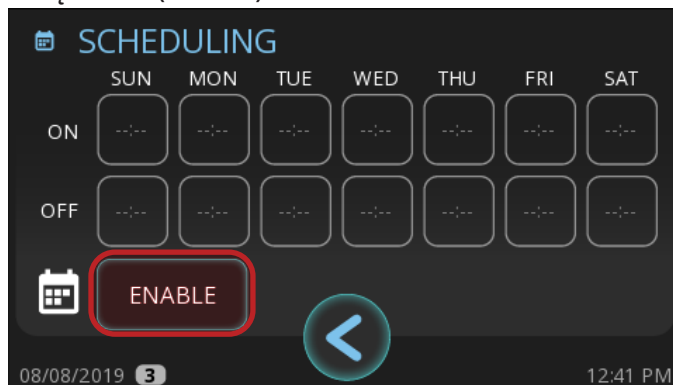 SCHEDULING
SUN MON TUE WED THU FRI SAT
ON --:-- --:-- --:-- --:-- --:-- --:-- --:--
OFF --:-- --:-- --:-- --:-- --:-- --:-- --:--
ENABLE
08/08/2019 3 12:41 PM